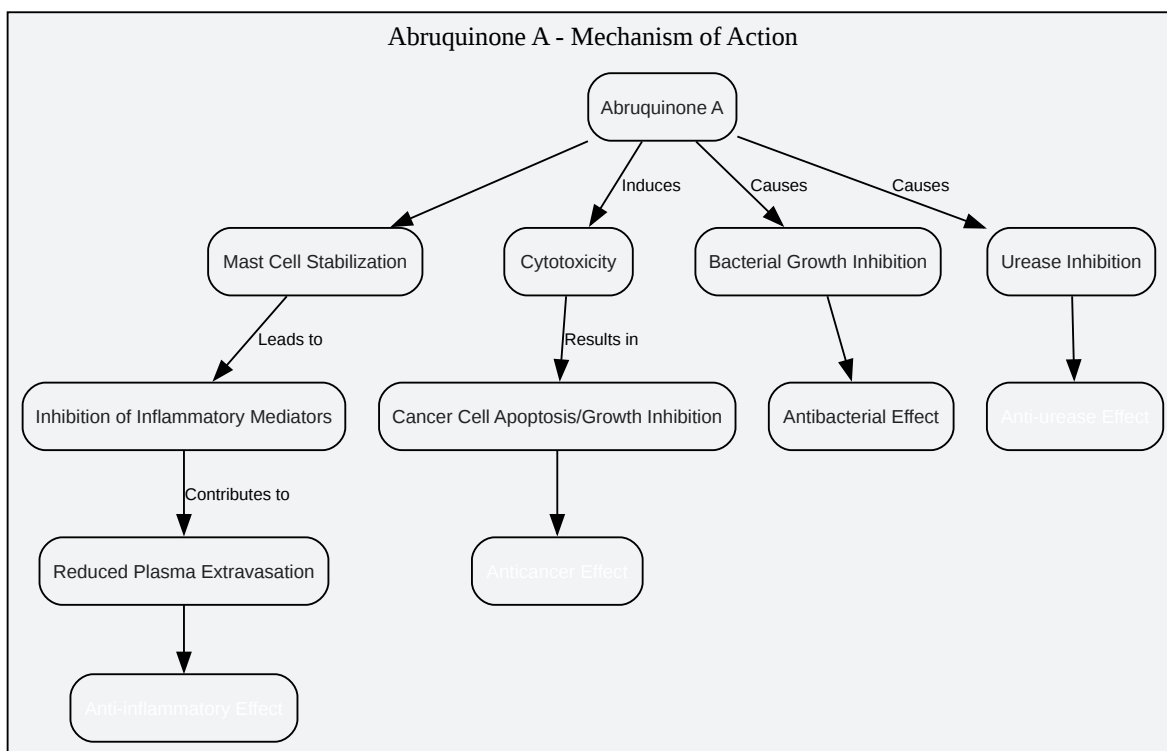 Abruquinone A - Mechanism of Action
Abruquinone A
Induces
Causes
Causes
Mast Cell Stabilization
Cytotoxicity
Bacterial Growth Inhibition
Urease Inhibition
Leads to
Results in
Inhibition of Inflammatory Mediators
Cancer Cell Apoptosis/Growth Inhibition
Antibacterial Effect
Anti-urease Effect
Contributes to
Reduced Plasma Extravasation
Anticancer Effect
Anti-inflammatory Effect